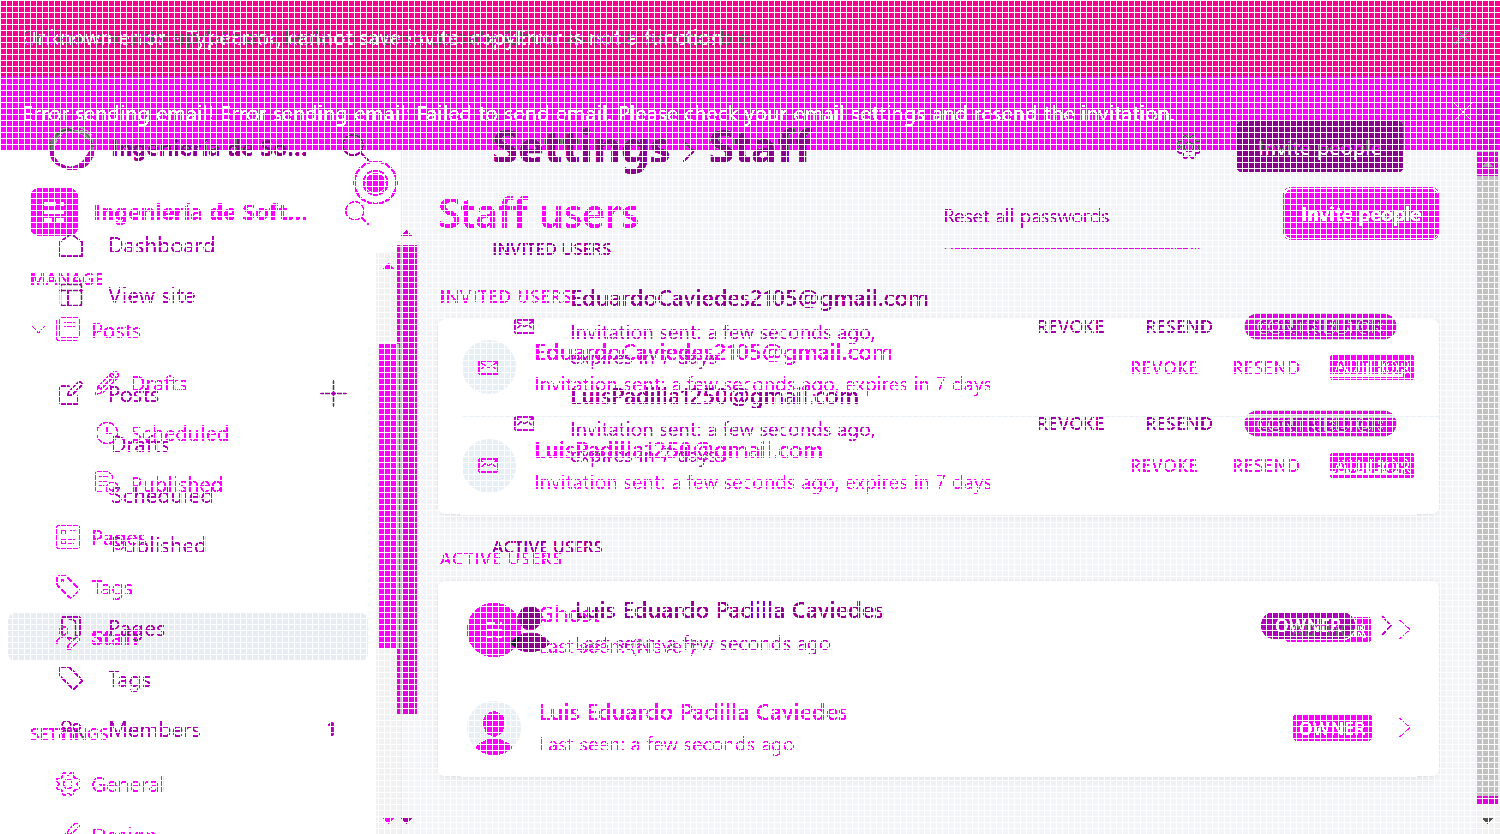 Unknown error - TypeError, cannot save invite. copyError is not a function.
Error sending email! Error sending email. Failed to send email. Please check your email settings and resend the invitation.
Ingeniería de So...
Settings › Staff
Invite people
Ingeniería de Soft...
Staff users
Reset all passwords
Invite people
Dashboard
INVITED USERS
MANAGE
View site
INVITED USERS
EduardoCaviedes2105@gmail.com
Posts
Invitation sent: a few seconds ago,
expires in 7 days
REVOKE
RESEND
CONTRIBUTOR
EduardoCaviedes2105@gmail.com
Invitation sent: a few seconds ago, expires in 7 days
REVOKE
RESEND
AUTHOR
Drafts
Posts
LuisPadilla1250@gmail.com
Invitation sent: a few seconds ago,
expires in 7 days
REVOKE
RESEND
CONTRIBUTOR
Scheduled
Drafts
LuisPadilla1250@gmail.com
Invitation sent: a few seconds ago, expires in 7 days
REVOKE
RESEND
AUTHOR
Published
Scheduled
Pages
Published
ACTIVE USERS
ACTIVE USERS
Tags
Ghost
Last seen: (Never)
Luis Eduardo Padilla Caviedes
Last seen: a few seconds ago
OWNER
Pages
Staff
Tags
Members
1
SETTINGS
Luis Eduardo Padilla Caviedes
Last seen: a few seconds ago
OWNER
General
Design